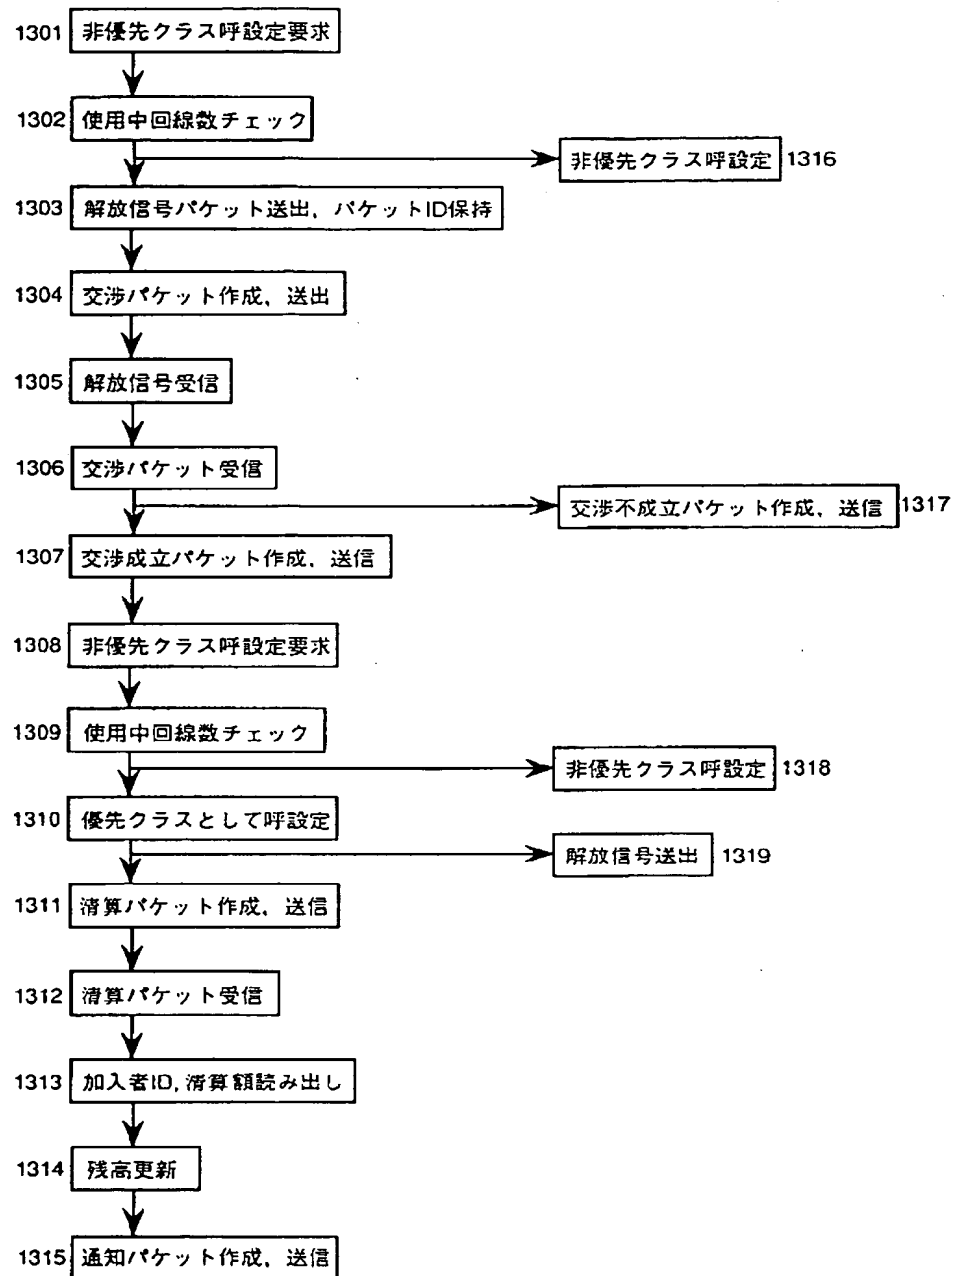 1301 非優先クラス呼設定要求
1302 使用中回線数チェック
非優先クラス呼設定 1316
1303 解放信号パケット送出, パケットID保持
1304 交渉パケット作成, 送出
1305 解放信号受信
1306 交渉パケット受信
交渉不成立パケット作成, 送信 1317
1307 交渉成立パケット作成, 送信
1308 非優先クラス呼設定要求
1309 使用中回線数チェック
非優先クラス呼設定 1318
1310 優先クラスとして呼設定
解放信号送出 1319
1311 清算パケット作成, 送信
1312 清算パケット受信
1313 加入者ID, 清算額読み出し
1314 残高更新
1315 通知パケット作成, 送信